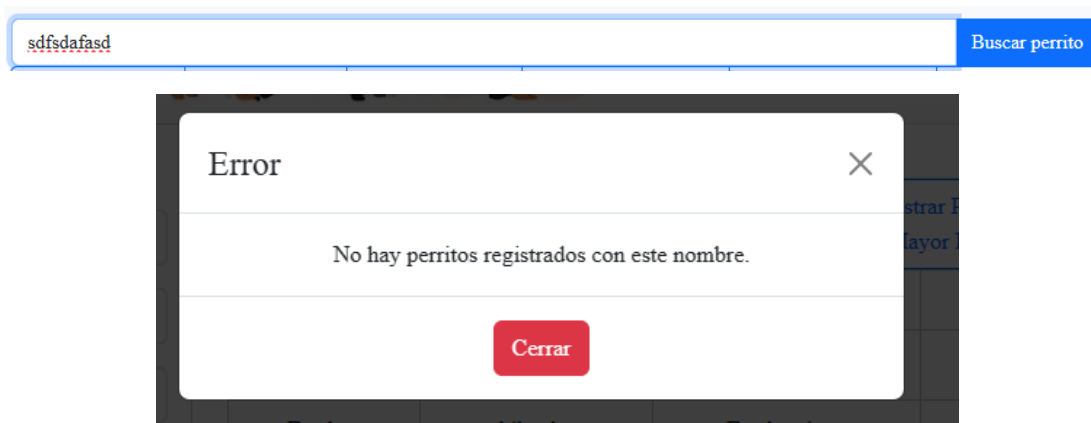 sdfsdafasd
Buscar perrito
Error
No hay perritos registrados con este nombre.
Cerrar